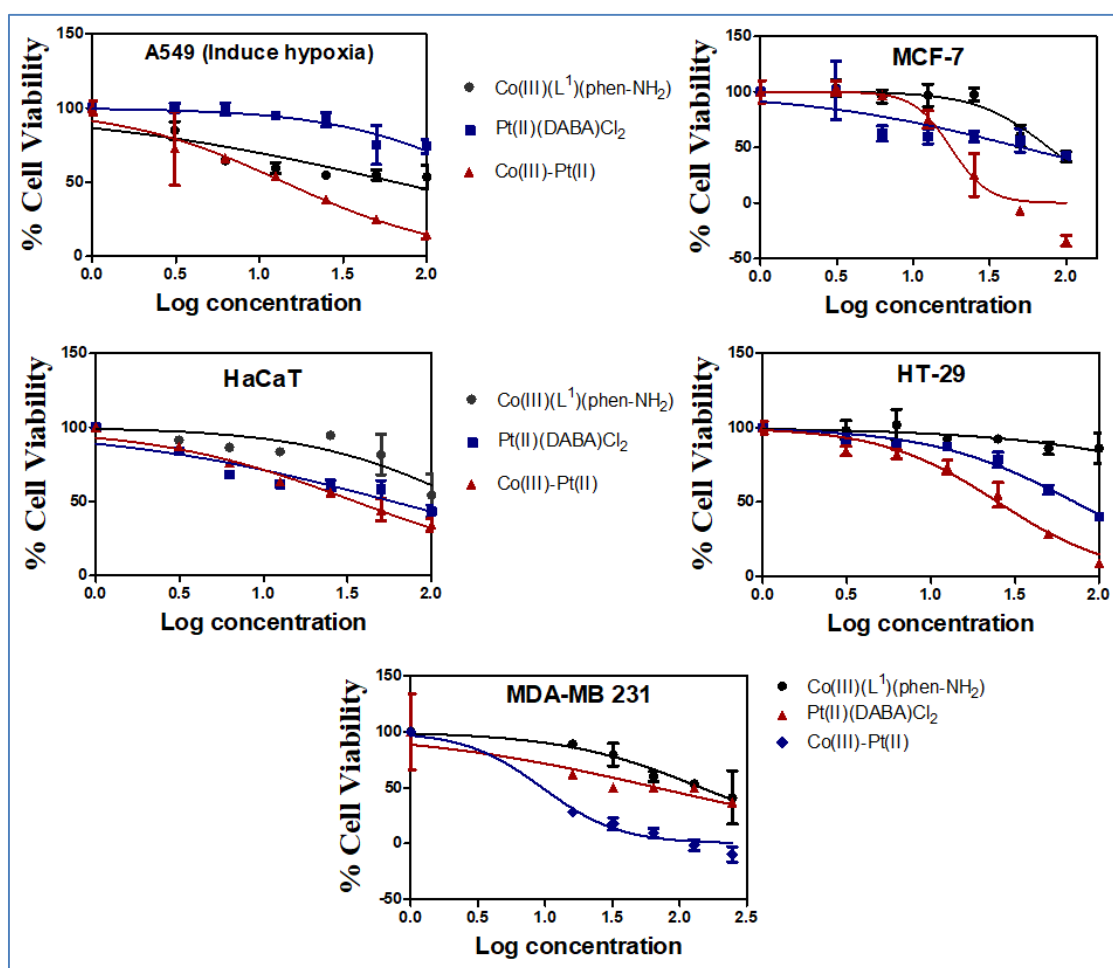 A549 (Induce hypoxia)
% Cell Viability
150
100
50
0
0.0 0.5 1.0 1.5 2.0
Log concentration
Co(III)(L¹)(phen-NH₂)
Pt(II)(DABA)Cl₂
Co(III)-Pt(II)
MCF-7
% Cell Viability
150
100
50
0
-50
0.0 0.5 1.0 1.5 2.0
Log concentration
HaCaT
% Cell Viability
150
100
50
0
0.0 0.5 1.0 1.5 2.0
Log concentration
Co(III)(L¹)(phen-NH₂)
Pt(II)(DABA)Cl₂
Co(III)-Pt(II)
HT-29
% Cell Viability
150
100
50
0
0.0 0.5 1.0 1.5 2.0
Log concentration
MDA-MB 231
% Cell Viability
150
100
50
0
-50
0.0 0.5 1.0 1.5 2.0 2.5
Log concentration
Co(III)(L¹)(phen-NH₂)
Pt(II)(DABA)Cl₂
Co(III)-Pt(II)